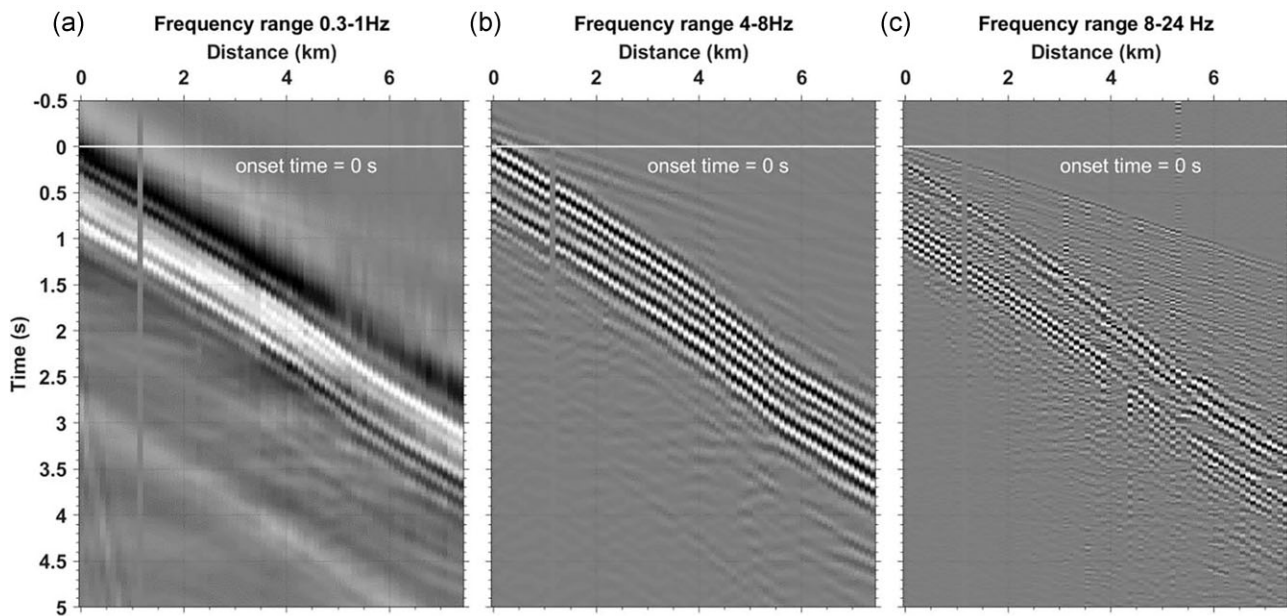 (a) Frequency range 0.3-1Hz
Distance (km)
0 2 4 6
(b) Frequency range 4-8Hz
Distance (km)
0 2 4 6
(c) Frequency range 8-24 Hz
Distance (km)
0 2 4 6
Time (s)
-0.5
0
0.5
1
1.5
2
2.5
3
3.5
4
4.5
5
onset time = 0 s
onset time = 0 s
onset time = 0 s